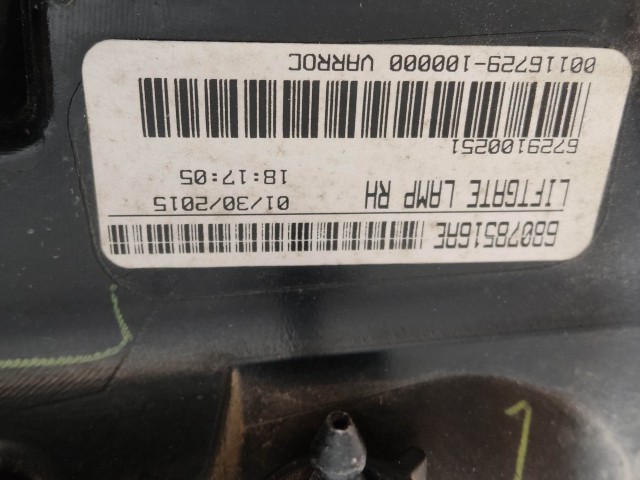 68078516AE
LIFTGATE LAMP RH 01/30/2015
18:17:05
6729100251
00116729-100000 VARROC